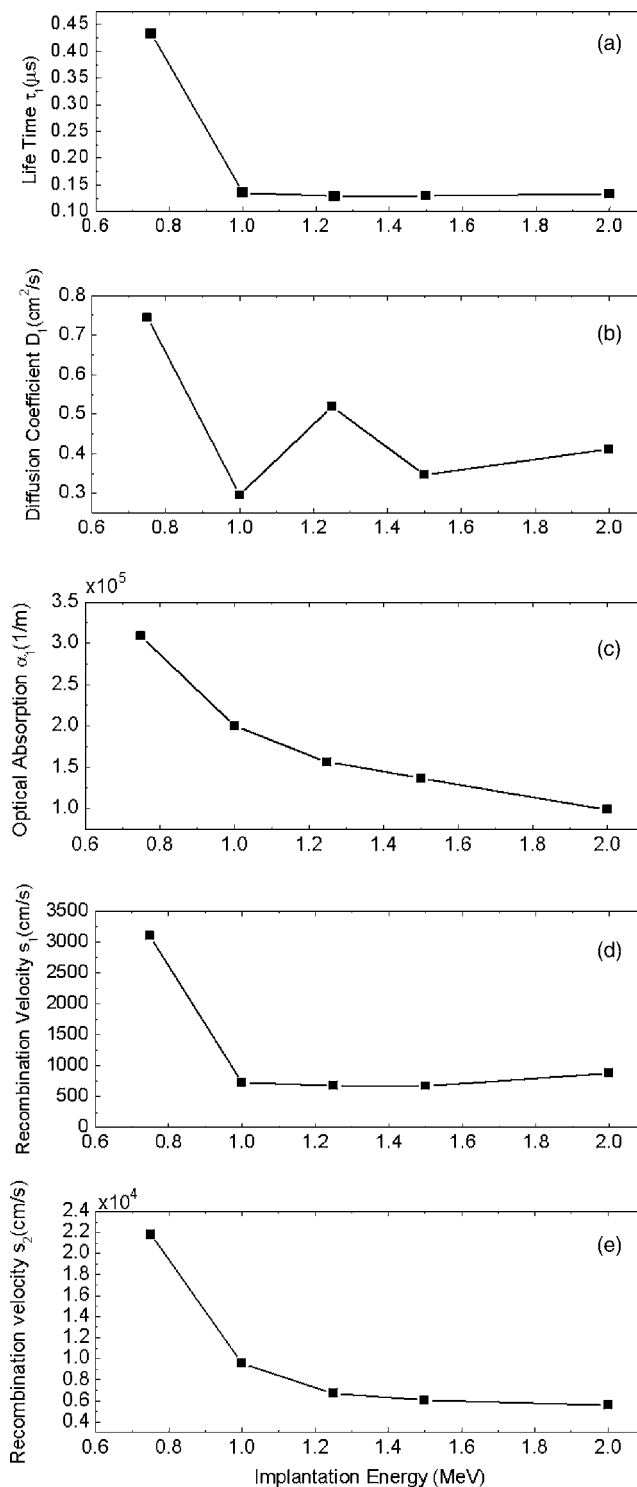 (a)
Life Time τ1(μs)
0.45
0.40
0.35
0.30
0.25
0.20
0.15
0.10
0.6 0.8 1.0 1.2 1.4 1.6 1.8 2.0
(b)
Diffusion Coefficient D1(cm2/s)
0.8
0.7
0.6
0.5
0.4
0.3
0.6 0.8 1.0 1.2 1.4 1.6 1.8 2.0
x10^5
(c)
Optical Absorption α1(1/m)
3.5
3.0
2.5
2.0
1.5
1.0
0.6 0.8 1.0 1.2 1.4 1.6 1.8 2.0
(d)
Recombination Velocity s1(cm/s)
3500
3000
2500
2000
1500
1000
500
0
0.6 0.8 1.0 1.2 1.4 1.6 1.8 2.0
x10^4
(e)
Recombination velocity s2(cm/s)
2.4
2.2
2.0
1.8
1.6
1.4
1.2
1.0
0.8
0.6
0.4
0.6 0.8 1.0 1.2 1.4 1.6 1.8 2.0
Implantation Energy (MeV)